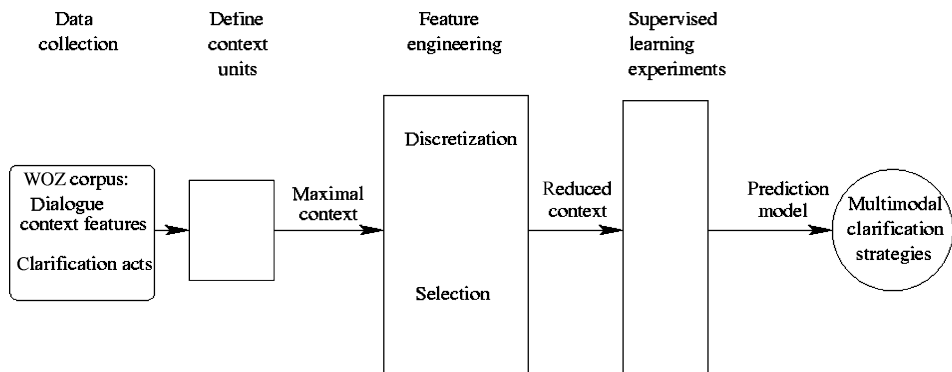 Data
collection
Define
context
units
Feature
engineering
Supervised
learning
experiments
WOZ corpus:
Dialogue
context features
Clarification acts
Maximal
context
Discretization
Selection
Reduced
context
Prediction
model
Multimodal
clarification
strategies